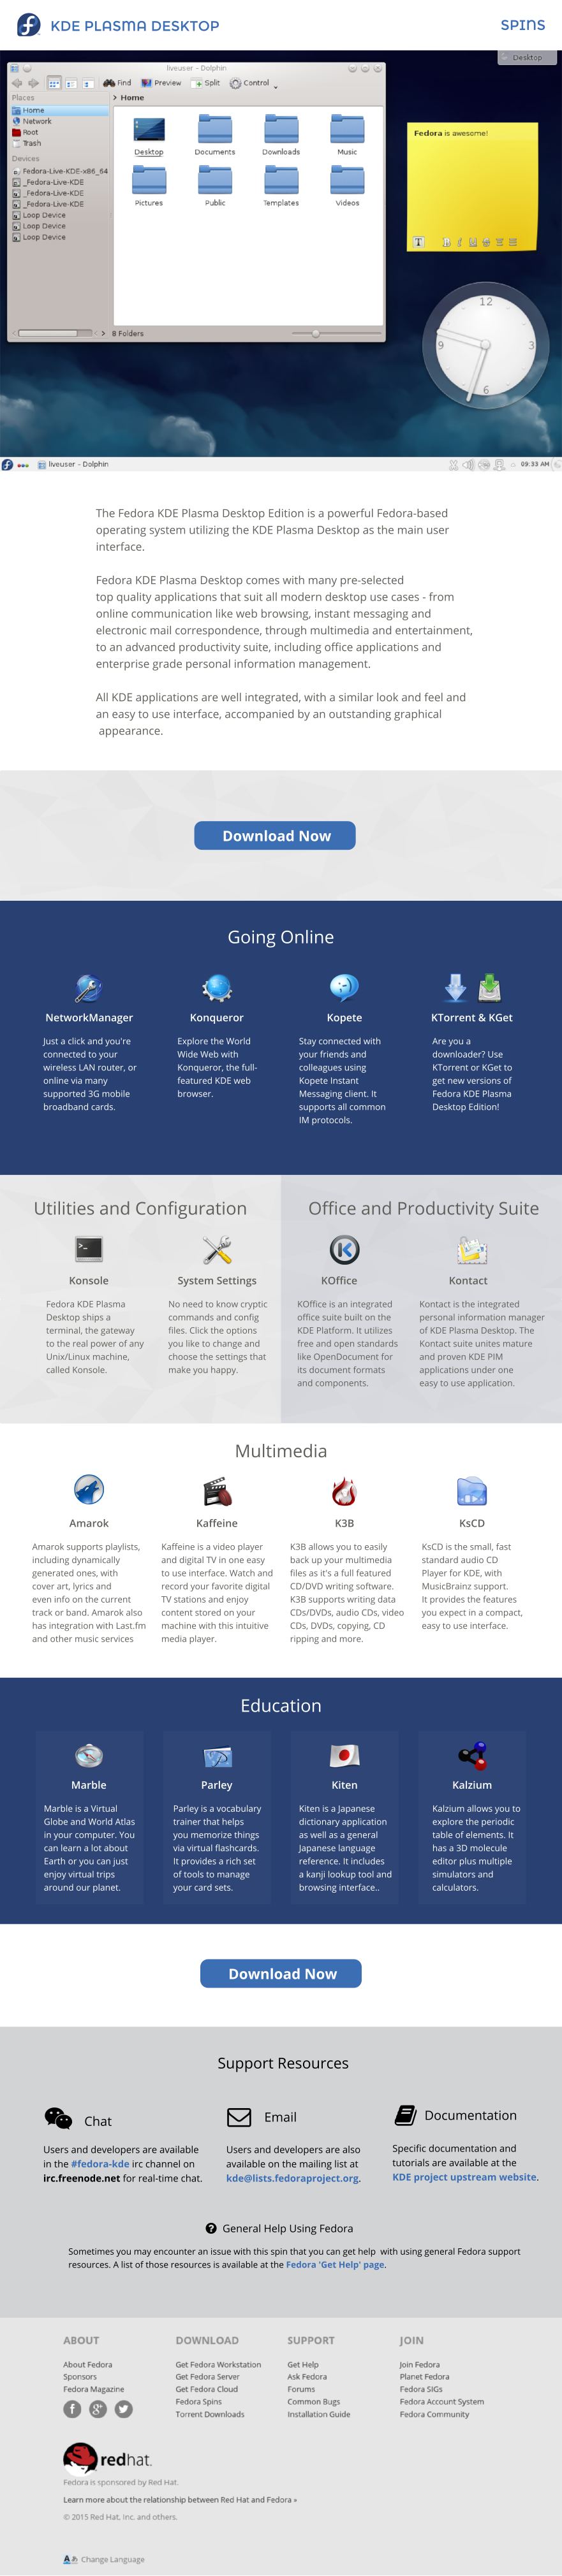 KDE PLASMA DESKTOP
SPINS
Desktop
liveuser - Dolphin
Find Preview Split Control
Places
Home
Network
Root
Trash
Devices
Fedora-Live-KDE-x86_64
_Fedora-Live-KDE
_Fedora-Live-KDE
_Fedora-Live-KDE
Loop Device
Loop Device
Loop Device
> Home
Desktop Documents Downloads Music
Pictures Public Templates Videos
8 Folders
Fedora is awesome!
12
9 3
6
liveuser - Dolphin
09:33 AM
The Fedora KDE Plasma Desktop Edition is a powerful Fedora-based
operating system utilizing the KDE Plasma Desktop as the main user
interface.
Fedora KDE Plasma Desktop comes with many pre-selected
top quality applications that suit all modern desktop use cases - from
online communication like web browsing, instant messaging and
electronic mail correspondence, through multimedia and entertainment,
to an advanced productivity suite, including office applications and
enterprise grade personal information management.
All KDE applications are well integrated, with a similar look and feel and
an easy to use interface, accompanied by an outstanding graphical
appearance.
Download Now
Going Online
NetworkManager
Just a click and you're
connected to your
wireless LAN router, or
online via many
supported 3G mobile
broadband cards.
Konqueror
Explore the World
Wide Web with
Konqueror, the full-
featured KDE web
browser.
Kopete
Stay connected with
your friends and
colleagues using
Kopete Instant
Messaging client. It
supports all common
IM protocols.
KTorrent & KGet
Are you a
downloader? Use
KTorrent or KGet to
get new versions of
Fedora KDE Plasma
Desktop Edition!
Utilities and Configuration
Konsole
Fedora KDE Plasma
Desktop ships a
terminal, the gateway
to the real power of any
Unix/Linux machine,
called Konsole.
System Settings
No need to know cryptic
commands and config
files. Click the options
you like to change and
choose the settings that
make you happy.
Office and Productivity Suite
KOffice
KOffice is an integrated
office suite built on the
KDE Platform. It utilizes
free and open standards
like OpenDocument for
its document formats
and components.
Kontact
Kontact is the integrated
personal information manager
of KDE Plasma Desktop. The
Kontact suite unites mature
and proven KDE PIM
applications under one
easy to use application.
Multimedia
Amarok
Amarok supports playlists,
including dynamically
generated ones, with
cover art, lyrics and
even info on the current
track or band. Amarok also
has integration with Last.fm
and other music services
Kaffeine
Kaffeine is a video player
and digital TV in one easy
to use interface. Watch and
record your favorite digital
TV stations and enjoy
content stored on your
machine with this intuitive
media player.
K3B
K3B allows you to easily
back up your multimedia
files as it's a full featured
CD/DVD writing software.
K3B supports writing data
CDs/DVDs, audio CDs, video
CDs, DVDs, copying, CD
ripping and more.
KsCD
KsCD is the small, fast
standard audio CD
Player for KDE, with
MusicBrainz support.
It provides the features
you expect in a compact,
easy to use interface.
Education
Marble
Marble is a Virtual
Globe and World Atlas
in your computer. You
can learn a lot about
Earth or you can just
enjoy virtual trips
around our planet.
Parley
Parley is a vocabulary
trainer that helps
you memorize things
via virtual flashcards.
It provides a rich set
of tools to manage
your card sets.
Kiten
Kiten is a Japanese
dictionary application
as well as a general
Japanese language
reference. It includes
a kanji lookup tool and
browsing interface..
Kalzium
Kalzium allows you to
explore the periodic
table of elements. It
has a 3D molecule
editor plus multiple
simulators and
calculators.
Download Now
Support Resources
Chat
Users and developers are available
in the #fedora-kde irc channel on
irc.freenode.net for real-time chat.
Email
Users and developers are also
available on the mailing list at
kde@lists.fedoraproject.org.
Documentation
Specific documentation and
tutorials are available at the
KDE project upstream website.
General Help Using Fedora
Sometimes you may encounter an issue with this spin that you can get help with using general Fedora support
resources. A list of those resources is available at the Fedora 'Get Help' page.
ABOUT
About Fedora
Sponsors
Fedora Magazine
DOWNLOAD
Get Fedora Workstation
Get Fedora Server
Get Fedora Cloud
Fedora Spins
Torrent Downloads
SUPPORT
Get Help
Ask Fedora
Forums
Common Bugs
Installation Guide
JOIN
Join Fedora
Planet Fedora
Fedora SIGs
Fedora Account System
Fedora Community
redhat.
Fedora is sponsored by Red Hat.
Learn more about the relationship between Red Hat and Fedora »
© 2015 Red Hat, Inc. and others.
Change Language